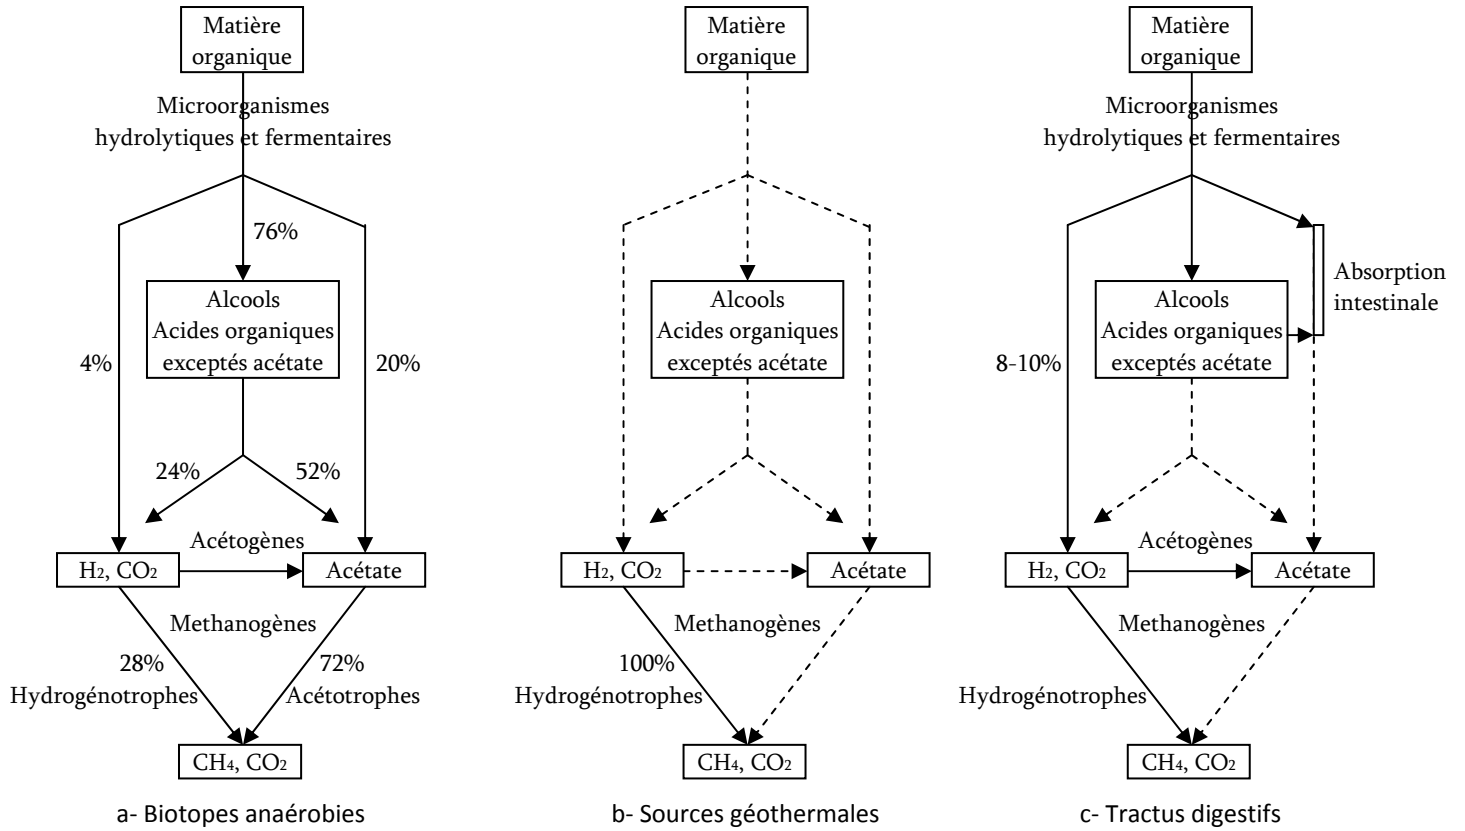 Matière
organique
Microorganismes
hydrolytiques et fermentaires
76%
Alcools
Acides organiques
exceptés acétate
4%
20%
24%
52%
Acétogènes
H2, CO2
Acétate
Methanogènes
28%
72%
Hydrogénotrophes
Acétotrophes
CH4, CO2
a- Biotopes anaérobies
Matière
organique
Alcools
Acides organiques
exceptés acétate
H2, CO2
Acétate
Methanogènes
100%
Hydrogénotrophes
CH4, CO2
b- Sources géothermales
Matière
organique
Microorganismes
hydrolytiques et fermentaires
Absorption
intestinale
Alcools
Acides organiques
exceptés acétate
8-10%
Acétogènes
H2, CO2
Acétate
Methanogènes
Hydrogénotrophes
CH4, CO2
c- Tractus digestifs